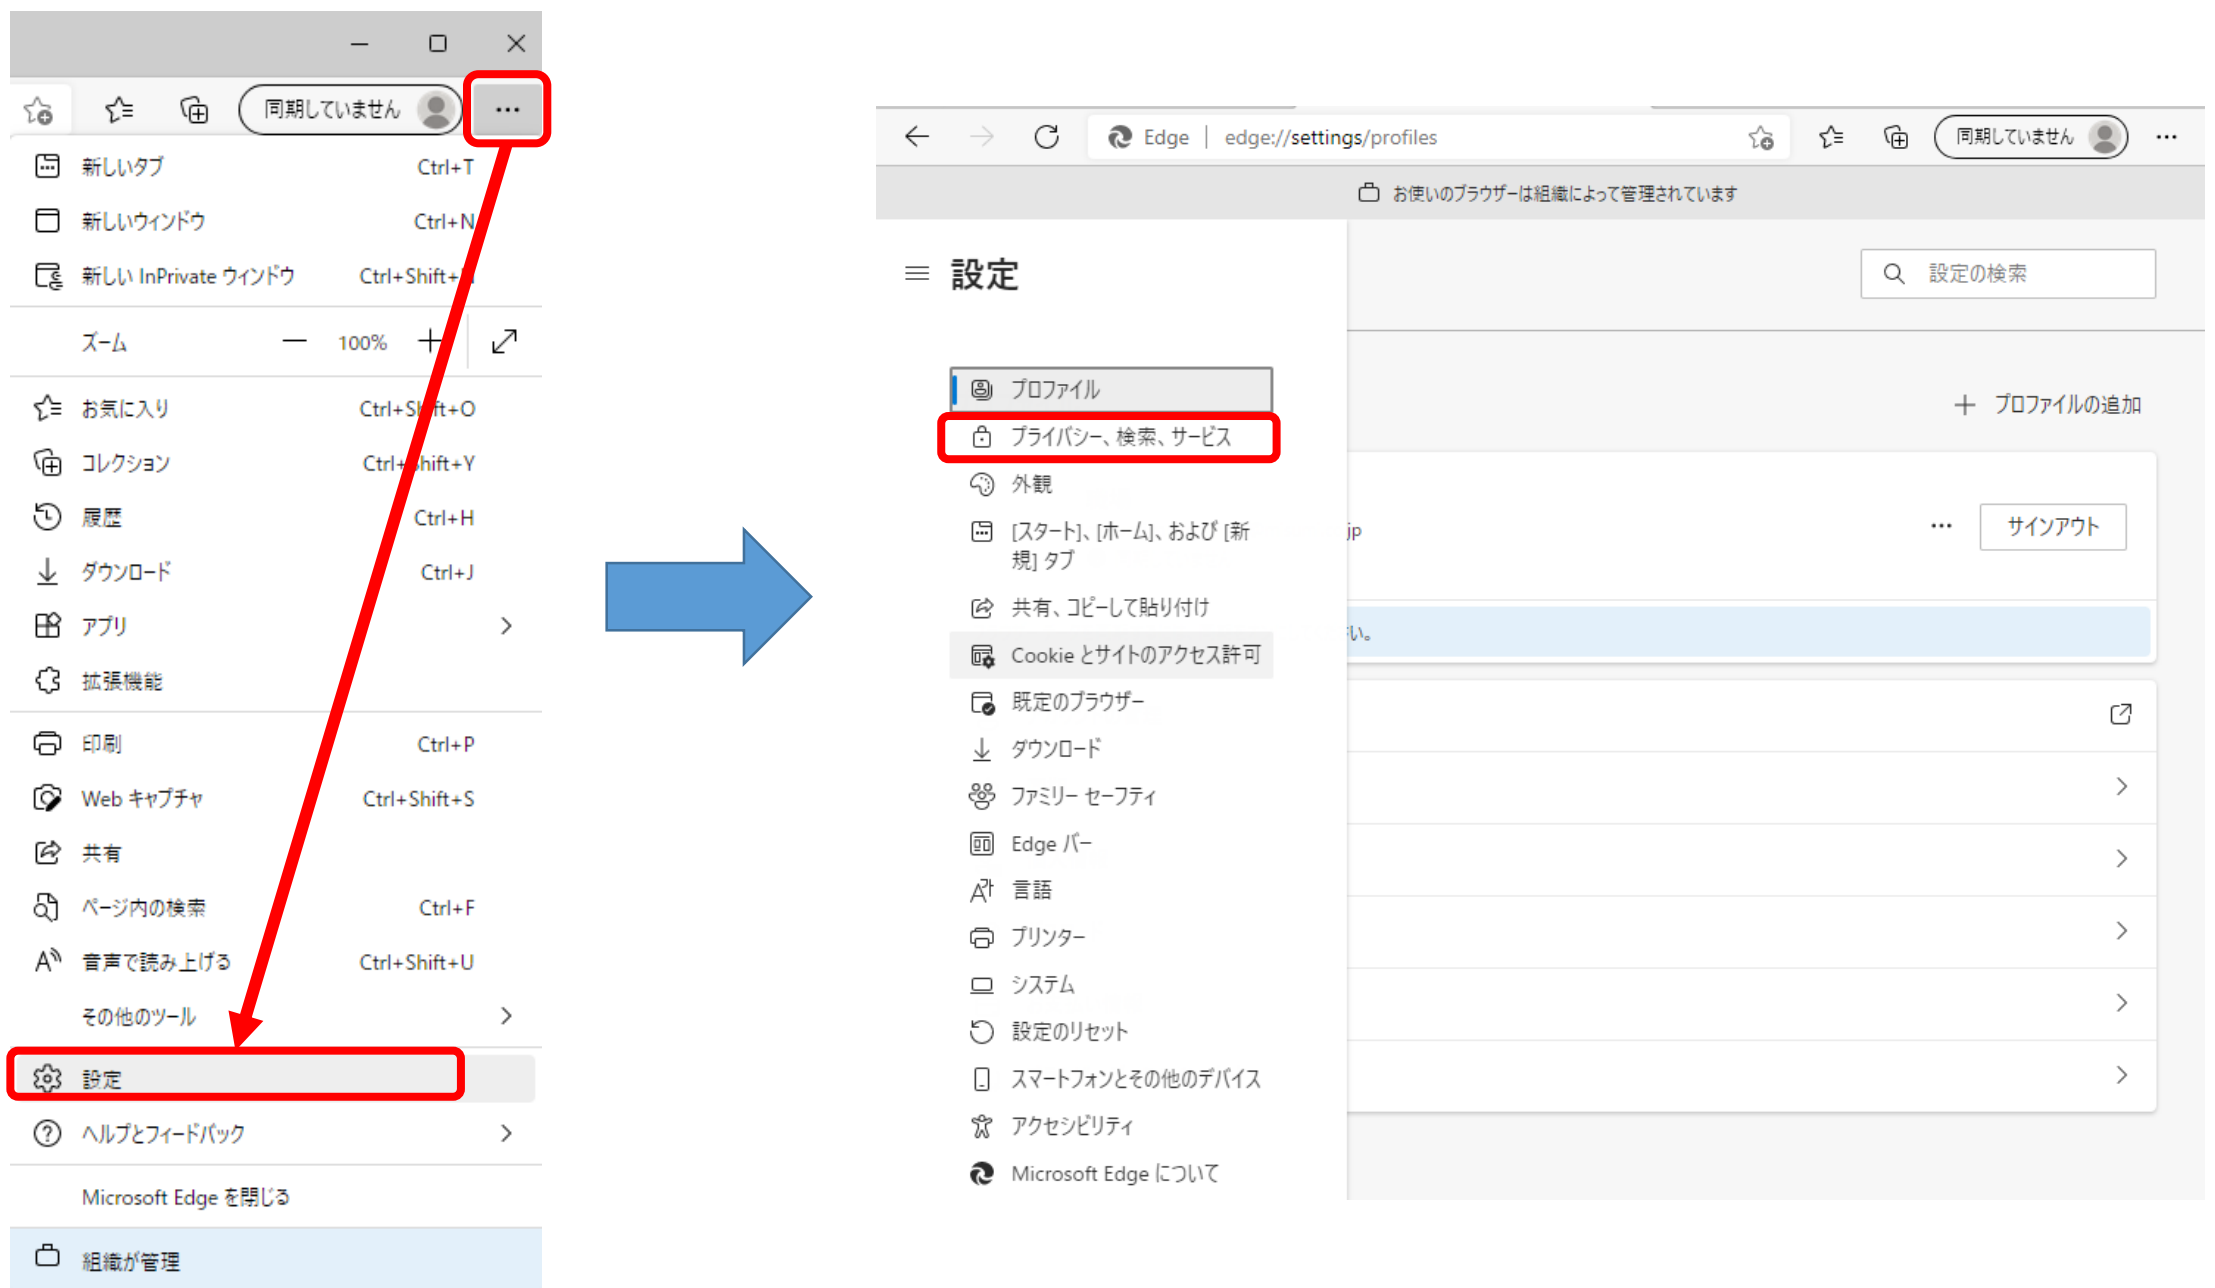 同期していません
新しいタブ Ctrl+T
新しいウィンドウ Ctrl+N
新しい InPrivate ウィンドウ Ctrl+Shift+
ズーム 100%
お気に入り Ctrl+Shift+O
コレクション Ctrl+Shift+Y
履歴 Ctrl+H
ダウンロード Ctrl+J
アプリ
拡張機能
印刷 Ctrl+P
Web キャプチャ Ctrl+Shift+S
共有
ページ内の検索 Ctrl+F
音声で読み上げる Ctrl+Shift+U
その他のツール
設定
ヘルプとフィードバック
Microsoft Edge を閉じる
組織が管理
Edge | edge://settings/profiles 同期していません
お使いのブラウザーは組織によって管理されています
設定
設定の検索
プロファイル
プライバシー、検索、サービス
外観
[スタート]、[ホーム]、および [新
規] タブ
共有、コピーして貼り付け
Cookie とサイトのアクセス許可
既定のブラウザー
ダウンロード
ファミリー セーフティ
Edge バー
言語
プリンター
システム
設定のリセット
スマートフォンとその他のデバイス
アクセシビリティ
Microsoft Edge について
プロファイルの追加
jp
サインアウト
い。